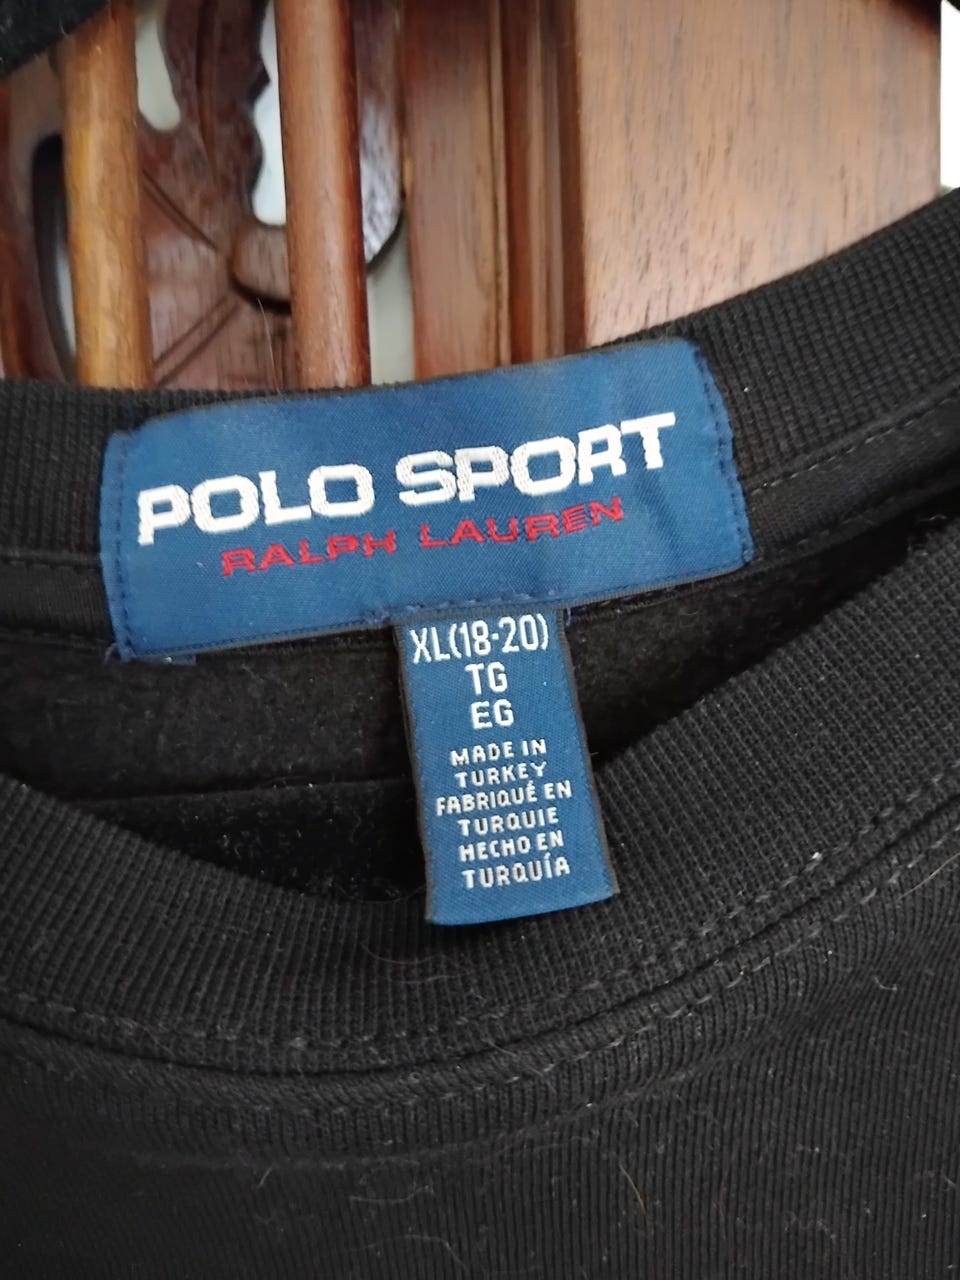 POLO SPORT
RALPH LAUREN
XL(18-20)
TG
EG
MADE IN
TURKEY
FABRIQUÉ EN
TURQUIE
HECHO EN
TURQUÍA